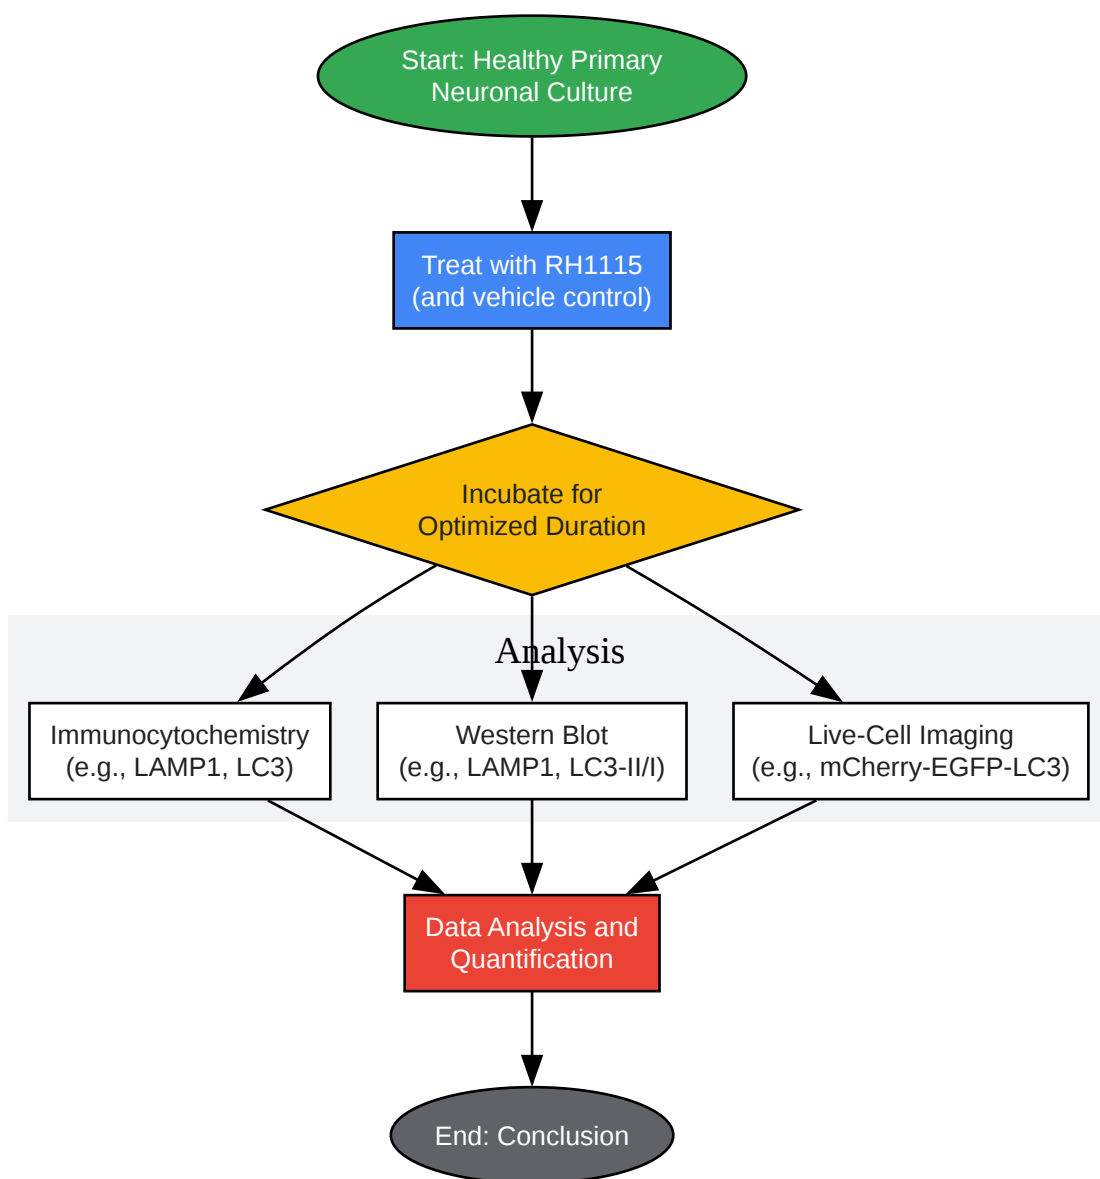 Start: Healthy Primary
Neuronal Culture
Treat with RH1115
(and vehicle control)
Incubate for
Optimized Duration
Analysis
Immunocytochemistry
(e.g., LAMP1, LC3)
Western Blot
(e.g., LAMP1, LC3-II/I)
Live-Cell Imaging
(e.g., mCherry-EGFP-LC3)
Data Analysis and
Quantification
End: Conclusion